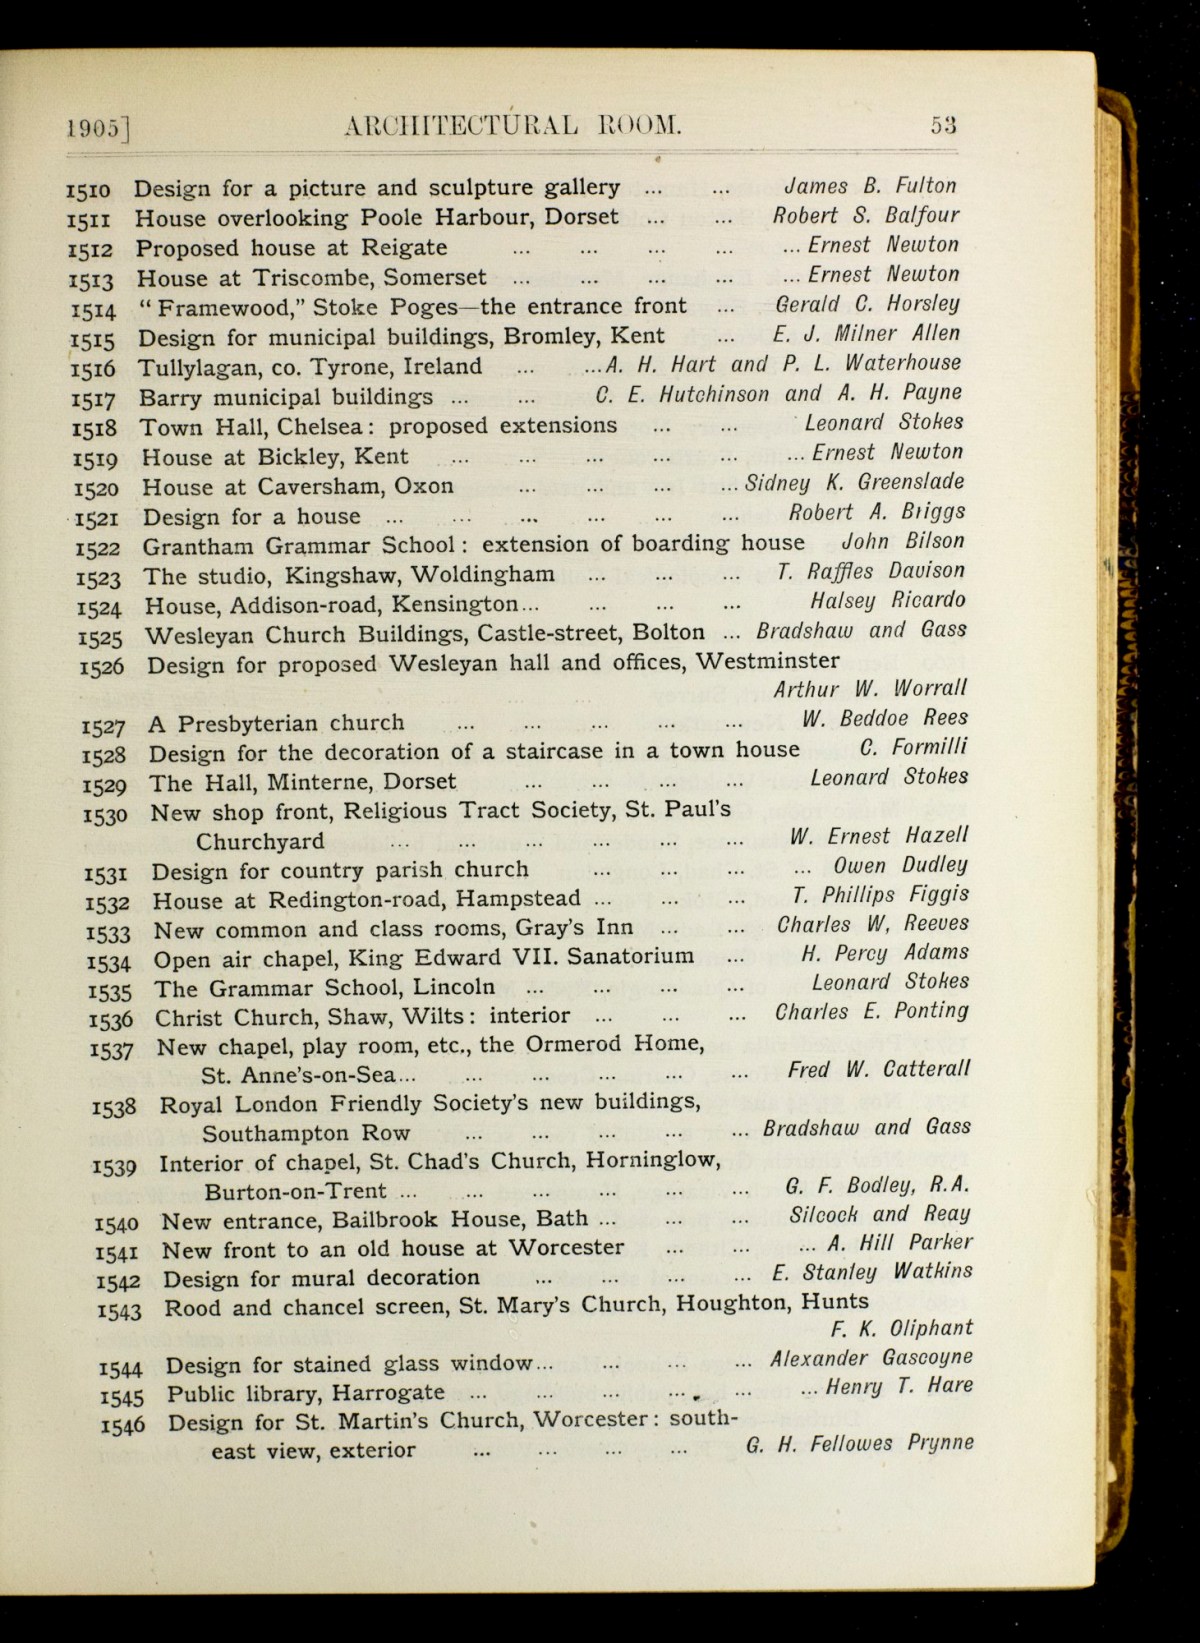 1905] ARCHITECTURAL ROOM. 53
1510 Design for a picture and sculpture gallery ... ... James B. Fulton
1511 House overlooking Poole Harbour, Dorset ... ... Robert S. Balfour
1512 Proposed house at Reigate ... ... ... ... ... Ernest Newton
1513 House at Triscombe, Somerset ... ... ... ... ... Ernest Newton
1514 “Framewood,” Stoke Poges—the entrance front ... Gerald C. Horsley
1515 Design for municipal buildings, Bromley, Kent ... E. J. Milner Allen
1516 Tullylagan, co. Tyrone, Ireland ... ...A. H. Hart and P. L. Waterhouse
1517 Barry municipal buildings ... ... C. E. Hutchinson and A. H. Payne
1518 Town Hall, Chelsea: proposed extensions ... ... Leonard Stokes
1519 House at Bickley, Kent ... ... ... ... ... ... Ernest Newton
1520 House at Caversham, Oxon ... ... ... ... Sidney K. Greenslade
1521 Design for a house ... ... ... ... ... ... Robert A. Briggs
1522 Grantham Grammar School: extension of boarding house John Bilson
1523 The studio, Kingshaw, Woldingham ... ... ... T. Raffles Davison
1524 House, Addison-road, Kensington... ... ... ... Halsey Ricardo
1525 Wesleyan Church Buildings, Castle-street, Bolton ... Bradshaw and Gass
1526 Design for proposed Wesleyan hall and offices, Westminster
Arthur W. Worrall
1527 A Presbyterian church ... ... ... ... ... W. Beddoe Rees
1528 Design for the decoration of a staircase in a town house C. Formilli
1529 The Hall, Minterne, Dorset ... ... ... ... Leonard Stokes
1530 New shop front, Religious Tract Society, St. Paul's
Churchyard ... ... ... ... ... ... W. Ernest Hazell
1531 Design for country parish church ... ... ... ... Owen Dudley
1532 House at Redington-road, Hampstead ... ... ... T. Phillips Figgis
1533 New common and class rooms, Gray's Inn ... ... Charles W, Reeves
1534 Open air chapel, King Edward VII. Sanatorium ... H. Percy Adams
1535 The Grammar School, Lincoln ... ... ... ... Leonard Stokes
1536 Christ Church, Shaw, Wilts: interior ... ... ... Charles E. Ponting
1537 New chapel, play room, etc., the Ormerod Home,
St. Anne's-on-Sea... ... ... ... ... ... Fred W. Catterall
1538 Royal London Friendly Society's new buildings,
Southampton Row ... ... ... ... ... Bradshaw and Gass
1539 Interior of chapel, St. Chad's Church, Horninglow,
Burton-on-Trent ... ... ... ... ... ... G. F. Bodley, R.A.
1540 New entrance, Bailbrook House, Bath ... ... ... Silcock and Reay
1541 New front to an old house at Worcester ... ... ... A. Hill Parker
1542 Design for mural decoration ... ... ... ... E. Stanley Watkins
1543 Rood and chancel screen, St. Mary's Church, Houghton, Hunts
F. K. Oliphant
1544 Design for stained glass window... ... ... ... Alexander Gascoyne
1545 Public library, Harrogate ... ... ... ... ... ... Henry T. Hare
1546 Design for St. Martin's Church, Worcester: south-
east view, exterior ... ... ... ... G. H. Fellowes Prynne